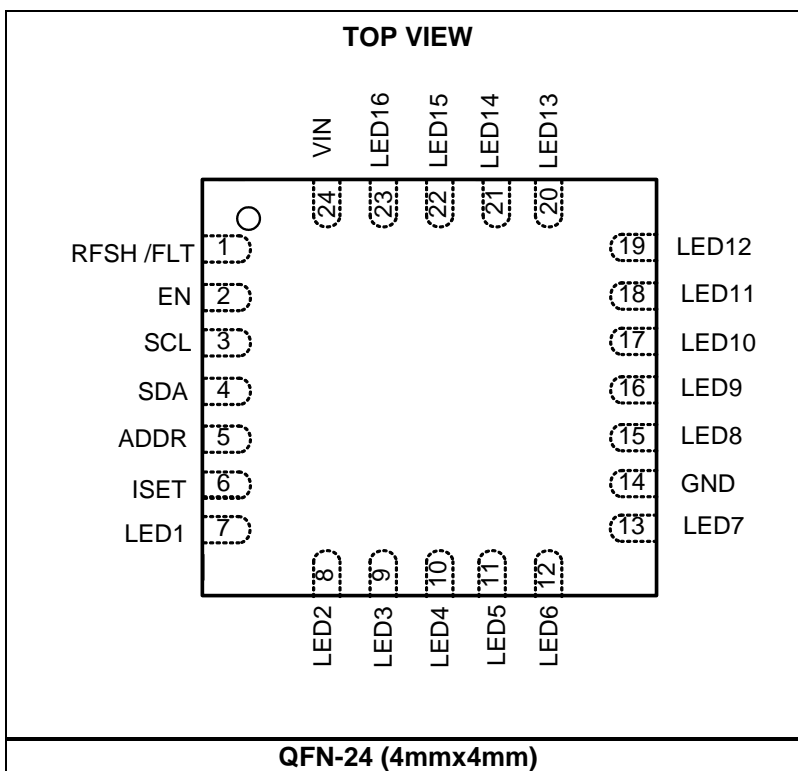 TOP VIEW
VIN
LED16
LED15
LED14
LED13
24
23
22
21
20
RFSH /FLT
1
EN
2
SCL
3
SDA
4
ADDR
5
ISET
6
LED1
7
19
LED12
18
LED11
17
LED10
16
LED9
15
LED8
14
GND
13
LED7
8
9
10
11
12
LED2
LED3
LED4
LED5
LED6
QFN-24 (4mmx4mm)